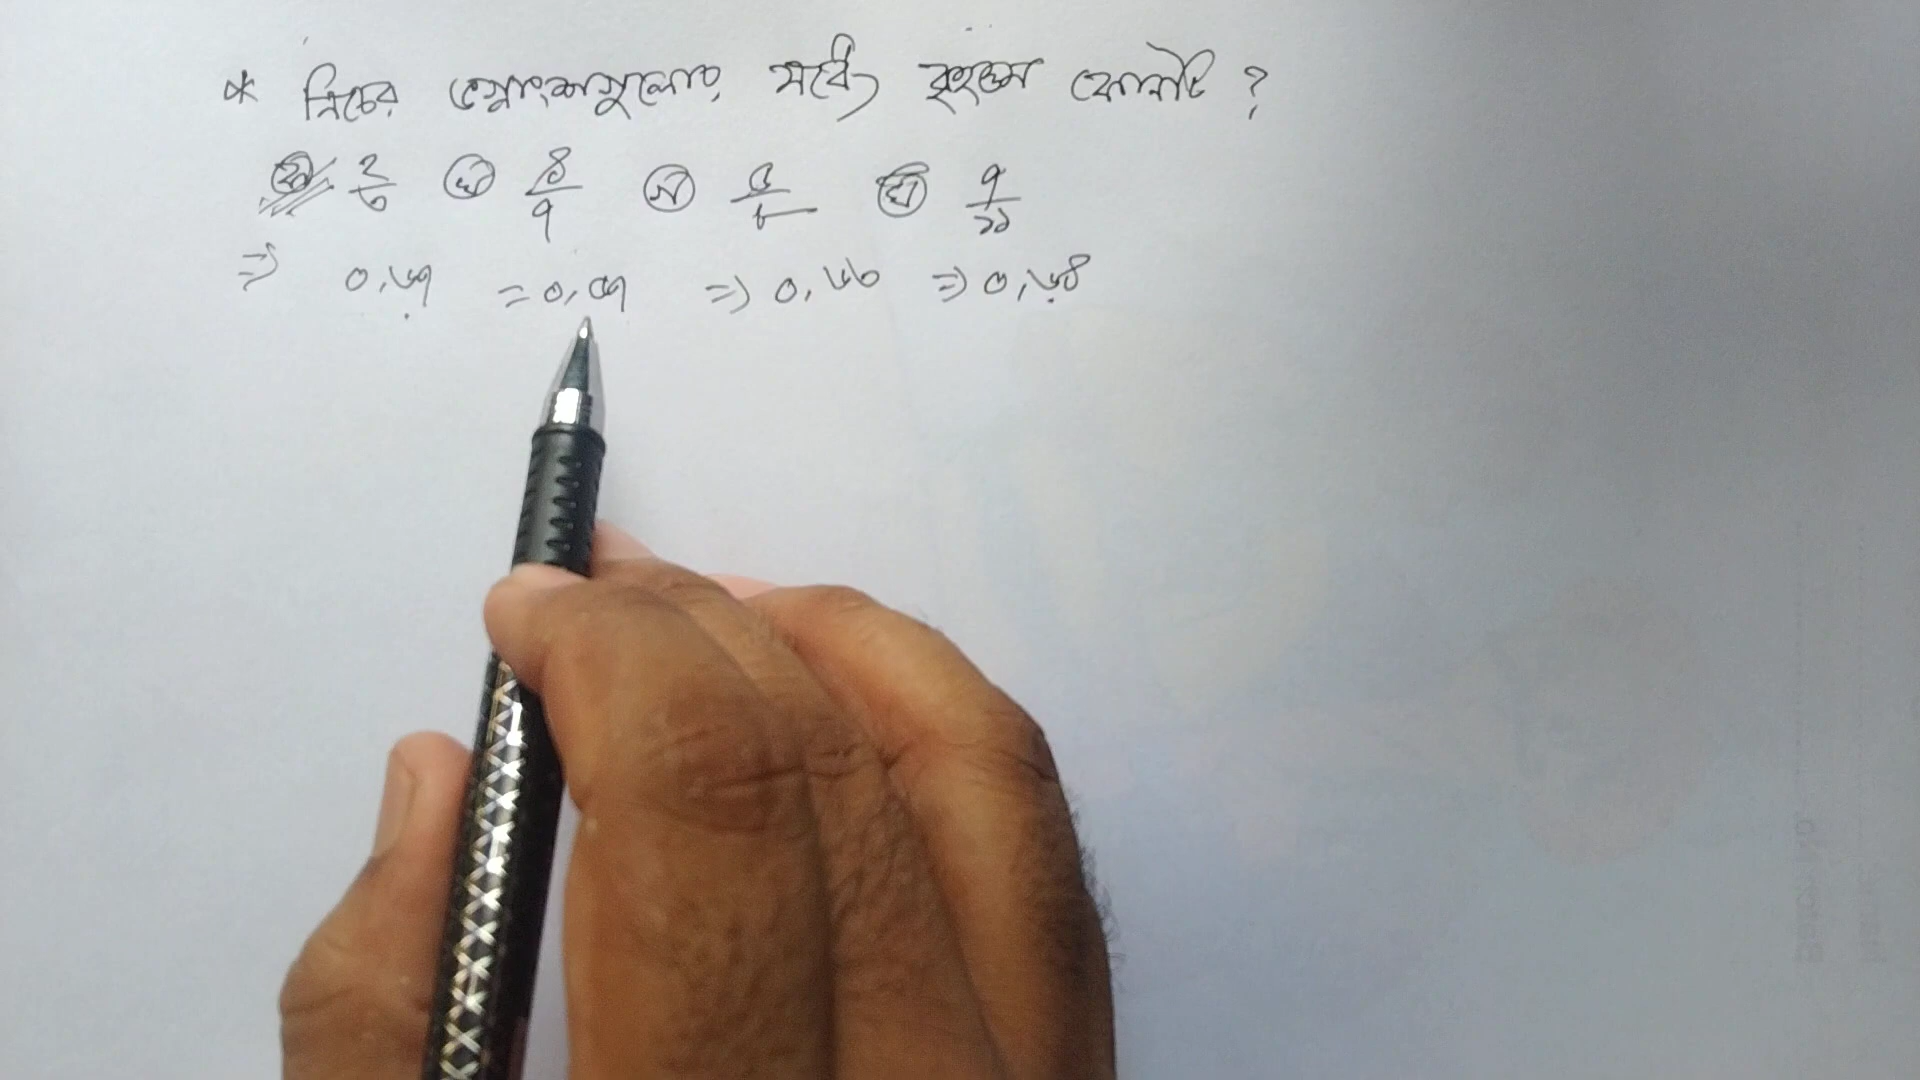 * নিচের ভগ্নাংশগুলোর মধ্যে বৃহত্তম কোনটি ?
(ক) ২/৩ (খ) ৪/৭ (গ) ৫/৮ (ঘ) ৭/১১
⇒ ০.৬৭ = ০.৫৭ ⇒ ০.৬৩ ⇒ ০.৬৪